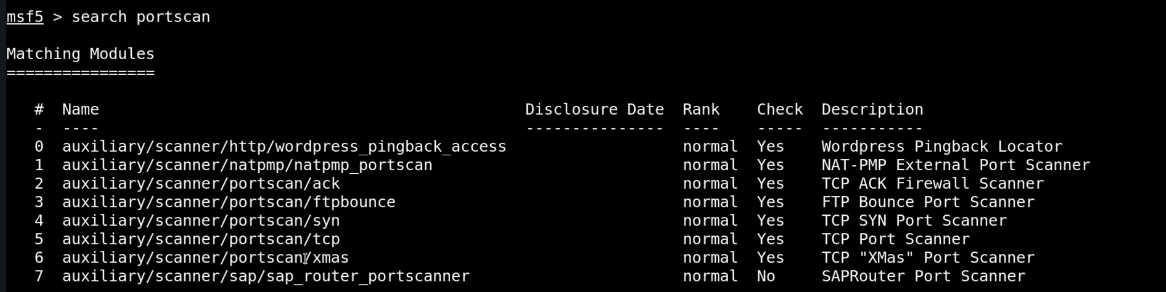 msf5 > search portscan
Matching Modules
================
#  Name                                              Disclosure Date  Rank    Check  Description
-  ----                                              ---------------  ----    -----  -----------
0  auxiliary/scanner/http/wordpress_pingback_access                   normal  Yes    Wordpress Pingback Locator
1  auxiliary/scanner/natpmp/natpmp_portscan                           normal  Yes    NAT-PMP External Port Scanner
2  auxiliary/scanner/portscan/ack                                     normal  Yes    TCP ACK Firewall Scanner
3  auxiliary/scanner/portscan/ftpbounce                               normal  Yes    FTP Bounce Port Scanner
4  auxiliary/scanner/portscan/syn                                     normal  Yes    TCP SYN Port Scanner
5  auxiliary/scanner/portscan/tcp                                     normal  Yes    TCP Port Scanner
6  auxiliary/scanner/portscan/xmas                                    normal  Yes    TCP "XMas" Port Scanner
7  auxiliary/scanner/sap/sap_router_portscanner                       normal  No     SAPRouter Port Scanner